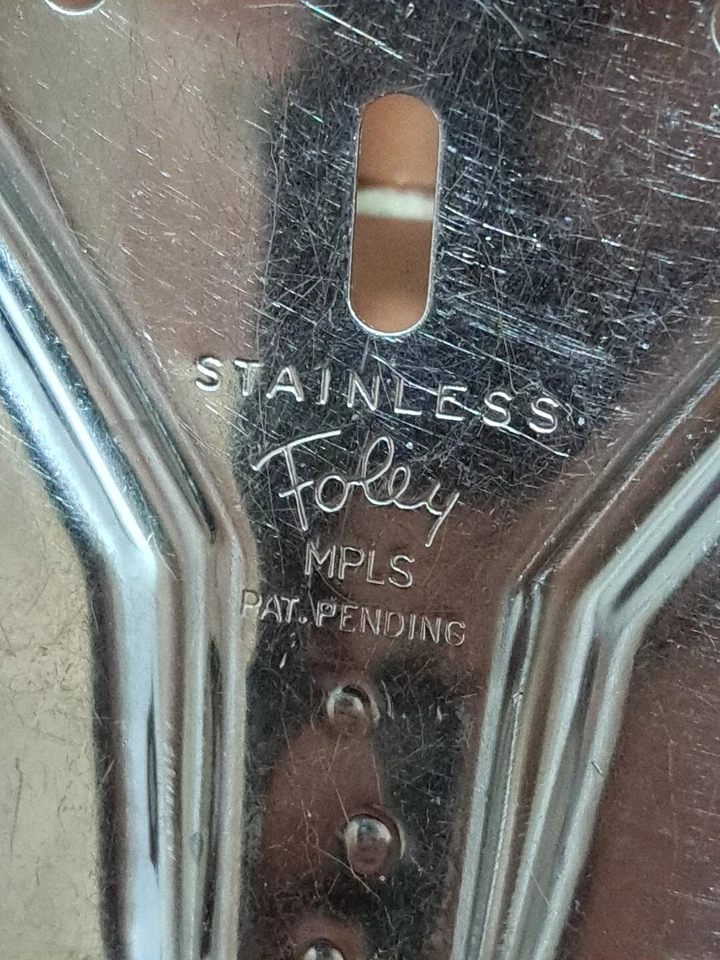 STAINLESS
Foley
MPLS
PAT. PENDING